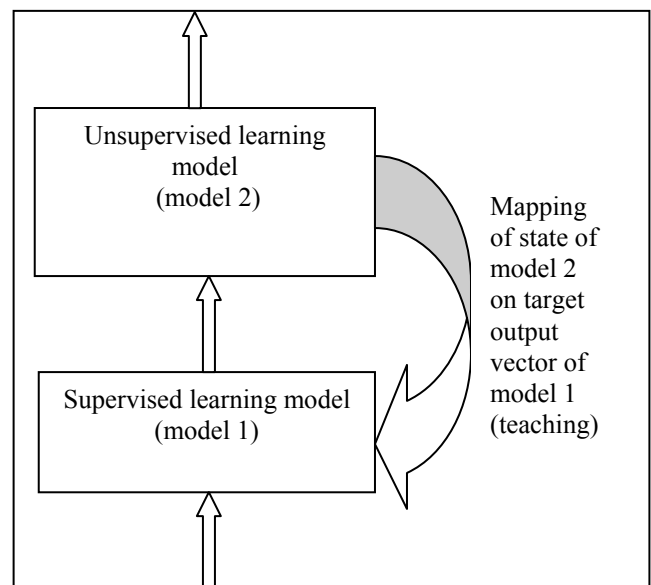 Unsupervised learning
model
(model 2)
Mapping
of state of
model 2
on target
output
vector of
model 1
(teaching)
Supervised learning model
(model 1)